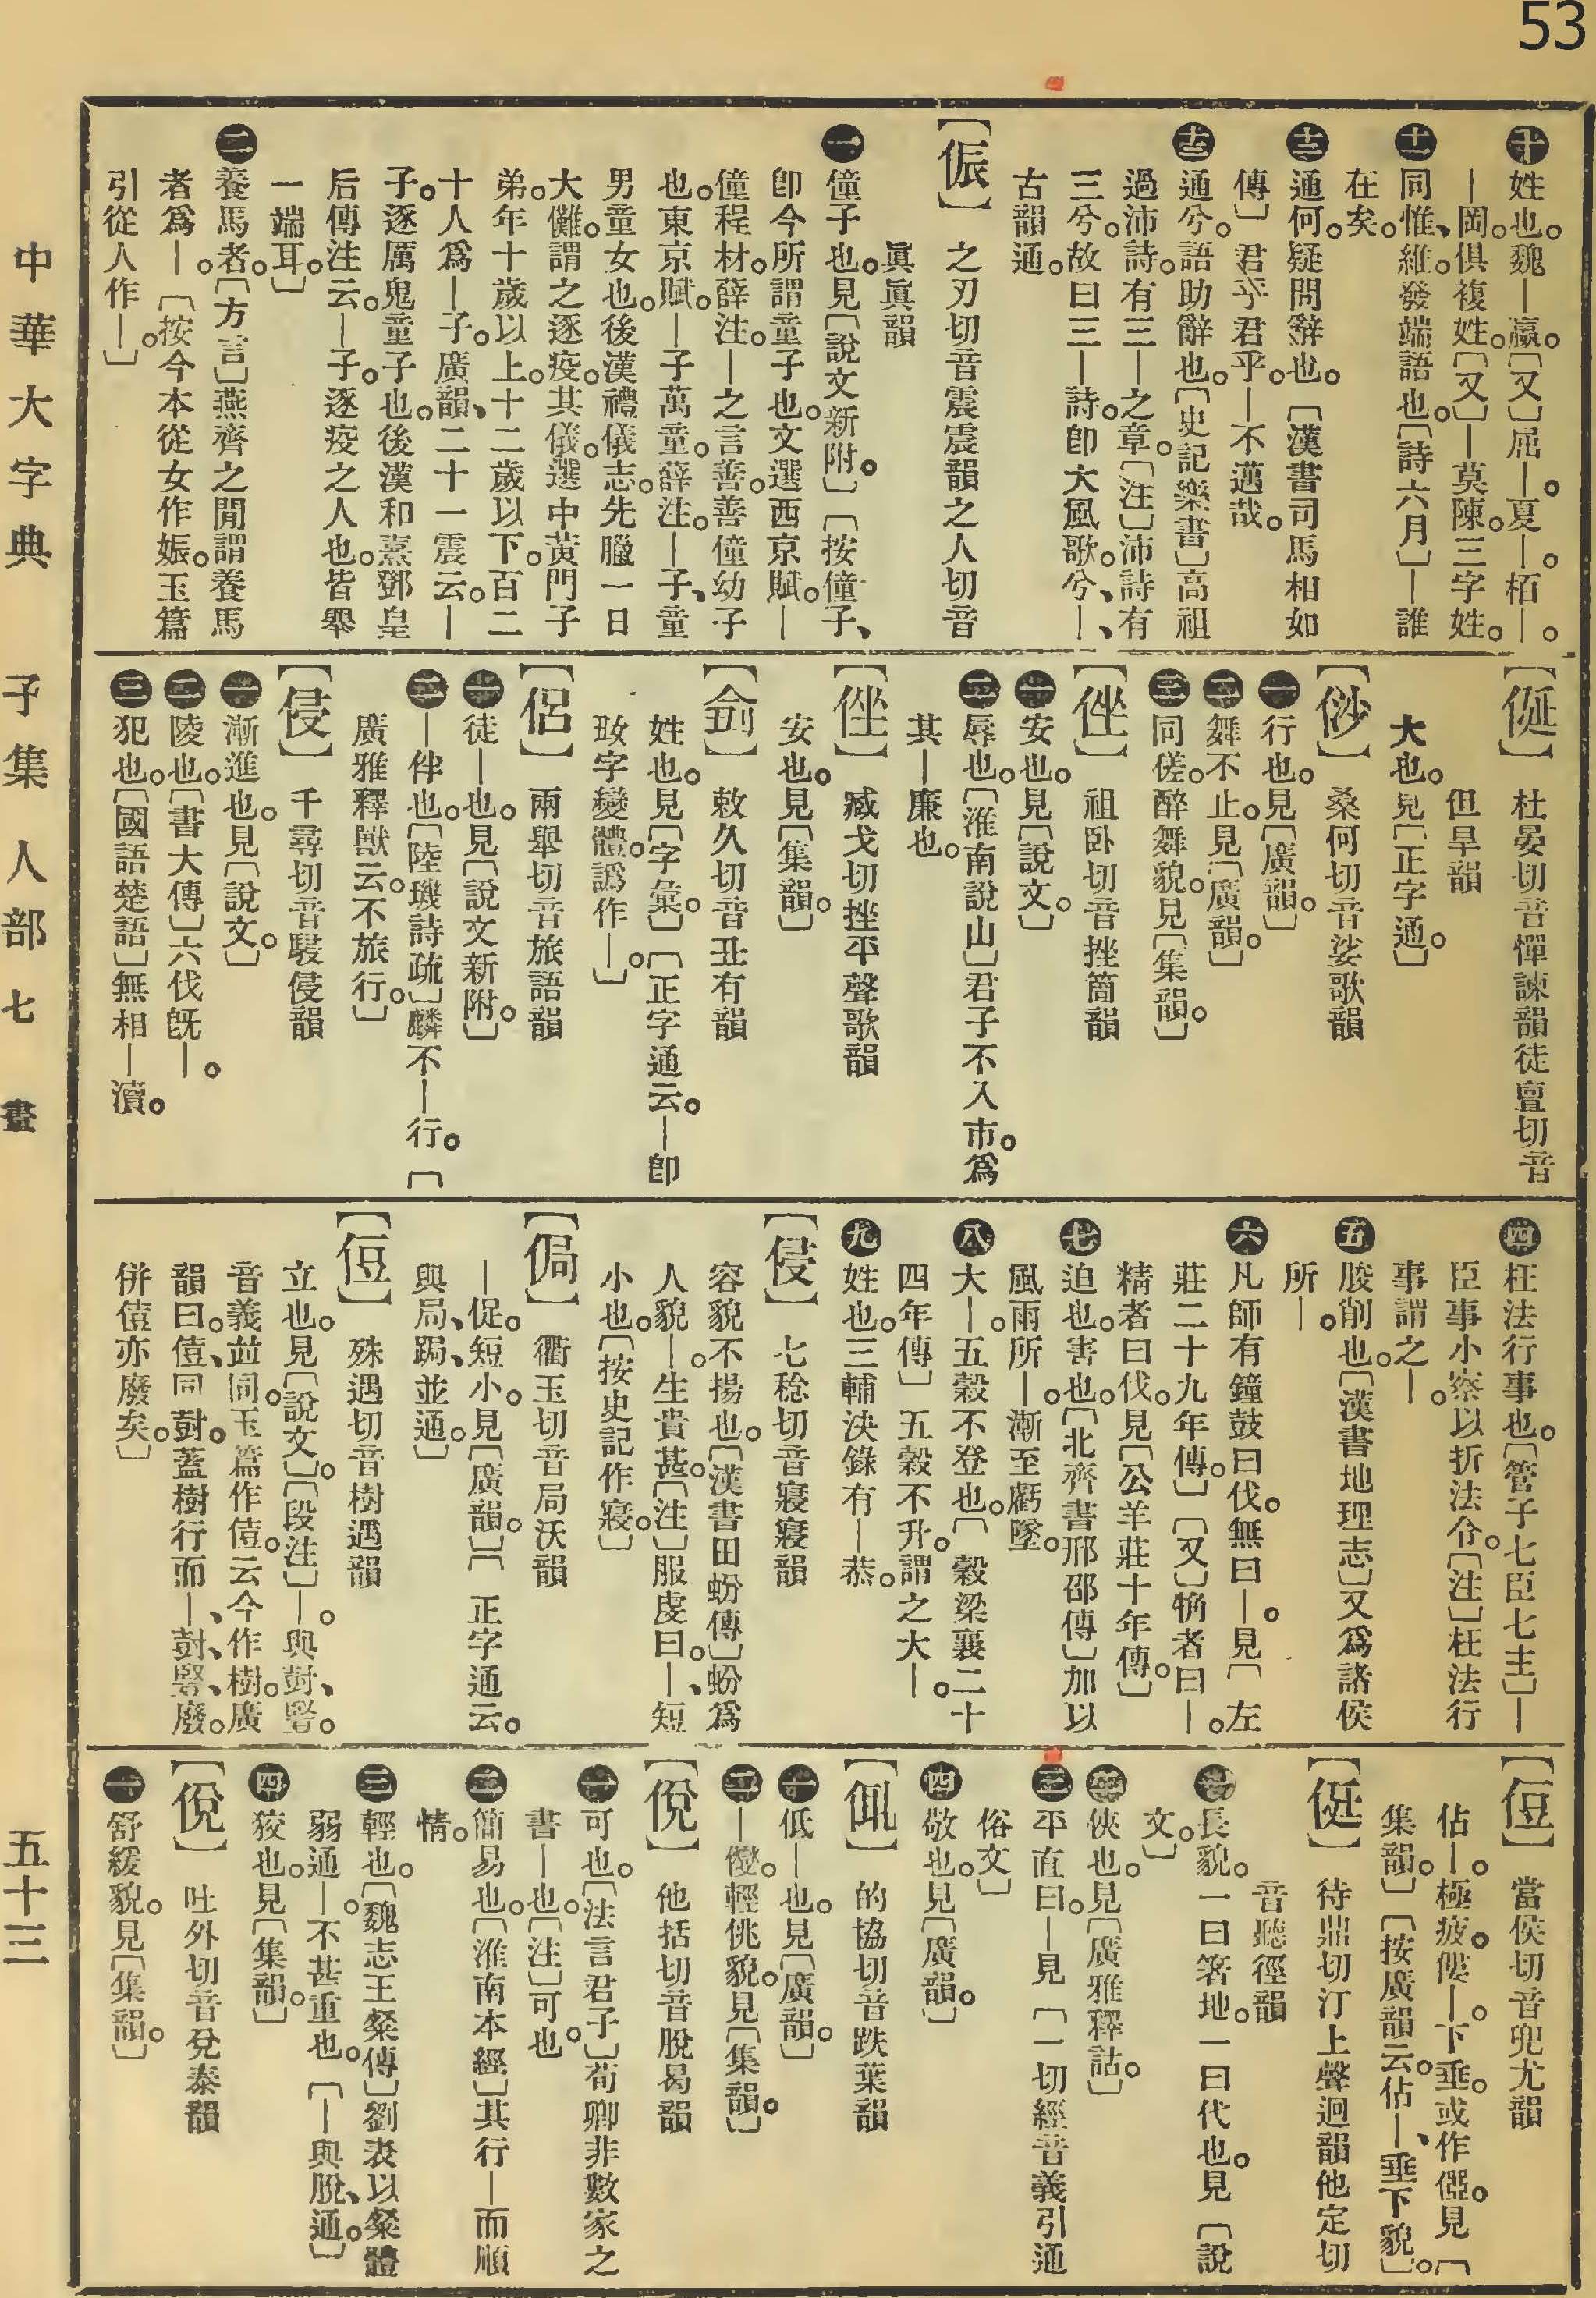 53
十 姓也。魏—嬴。〔又〕屈—。夏—。栢—。
—岡。俱複姓。〔又〕—莫陳。三字姓。
十一 同惟、維。發端語也。〔詩六月〕—誰
在矣。
十二 通何。疑問辭也。〔漢書司馬相如
傳〕君乎君乎。—不邁哉。
十三 通兮。語助辭也。〔史記樂書〕高祖
過沛詩。有三—之章。〔注〕沛詩有
三兮。故曰三—詩。卽大風歌。兮、—、
古韻通。
【侲】之刃切音震震韻之人切音
眞眞韻
一 僮子也。見〔說文新附。〕〔按僮子、
卽今所謂童子也。文選西京賦。—
僮程材。薛注。—之言善。善僮幼子
也。東京賦。—子萬童。薛注。—子、童
男童女也。後漢禮儀志。先臘一日
大儺。謂之逐疫。其儀。選中黃門子
弟。年十歲以上。十二歲以下。百二
十人爲—子。廣韻、二十一震云。—
子。逐厲鬼童子也。後漢和熹鄧皇
后傳注云。—子。逐疫之人也。皆舉
一端耳。〕
二 養馬者。〔方言〕燕齊之閒謂養馬
者爲—。〔按今本從女作娠。玉篇
引從人作—。〕
【侹】
杜晏切音憚諫韻徒亶切音
但旱韻
大也。見〔正字通。〕
【㑣】桑何切音娑歌韻
一 行也。見〔廣韻。〕
二 舞不止。見〔廣韻。〕
三 同傞。醉舞貌。見〔集韻。〕
【侳】祖卧切音挫箇韻
一 安也。見〔說文。〕
二 辱也。〔淮南說山〕君子不入市。爲
其—廉也。
【侳】臧戈切挫平聲歌韻
安也。見〔集韻。〕
敕久切音丑有韻
姓也。見〔字彙。〕〔正字通云。—卽
㺵字變體。譌作—。〕
【侶】兩舉切音旅語韻
一 徒—也。見〔說文新附。〕
二 —伴也。〔陸璣詩疏〕麟不—行。〔
廣雅釋獸云。不旅行。〕
【侵】千尋切音駸侵韻
一 漸進也。見〔說文。〕
二 陵也。〔書大傳〕六伐旣—。
三 犯也。〔國語楚語〕無相—瀆。
四 枉法行事也。〔管子七臣七主〕—
臣事小察以折法令。〔注〕枉法行
事謂之—。
五 朘削也。〔漢書地理志〕又爲諸侯
所—。
六 凡師有鐘鼓曰伐。無曰—。見〔左
莊二十九年傳。〕〔又〕觕者曰—。
精者曰伐。見〔公羊莊十年傳。〕
七 迫也。害也。〔北齊書邢邵傳〕加以
風雨所—。漸至虧墜。
八 大—。五穀不登也。〔穀梁襄二十
四年傳〕五穀不升。謂之大—。
九 姓也。三輔決錄有—恭。
【侵】七稔切音寢寢韻
容貌不揚也。〔漢書田蚡傳〕蚡爲
人貌—。生貴甚。〔注〕服虔曰。—、短
小也。〔按史記作寢。〕
【侷】衢玉切音局沃韻
—促。短小。見〔廣韻。〕〔正字通云。
與局、跼、並通。〕
【侸】殊遇切音樹遇韻
立也。見〔說文。〕〔段注〕—。與尌、豎。
音義竝同。玉篇作偣。云今作樹。廣
韻曰。偣、同尌。蓋樹行而—、尌、豎、廢。
併偣亦廢矣。〕
【侸】當侯切音兜尤韻
佔—。極疲。僂—。下垂。或作㒀。見〔
集韻。〕〔按廣韻云。佔—、垂下貌。〕
【侹】待鼎切汀上聲迥韻他定切
音聽徑韻
一 長貌。一曰箸地。一曰代也。見〔說
文。〕
二 俠也。見〔廣雅釋詁。〕
三 平直曰。—見〔一切經音義引通
俗文〕
四 敬也。見〔廣韻。〕
【㑙】的協切音跌葉韻
一 低—也。見〔廣韻。〕
二 —㒧。輕佻貌。見〔集韻。〕
【侻】他括切音脫曷韻
一 可也。〔法言君子〕荀卿非數家之
書—也。〔注〕可也。
二 簡易也。〔淮南本經〕其行—而順
情。
三 輕也。〔魏志王粲傳〕劉表以粲體
弱通—。不甚重也。〔—與脫、通。〕
四 狡也。見〔集韻。〕
【侻】吐外切音兌泰韻
一 舒緩貌。見〔集韻。〕
中華大字典 子集 人部 七畫
五十三